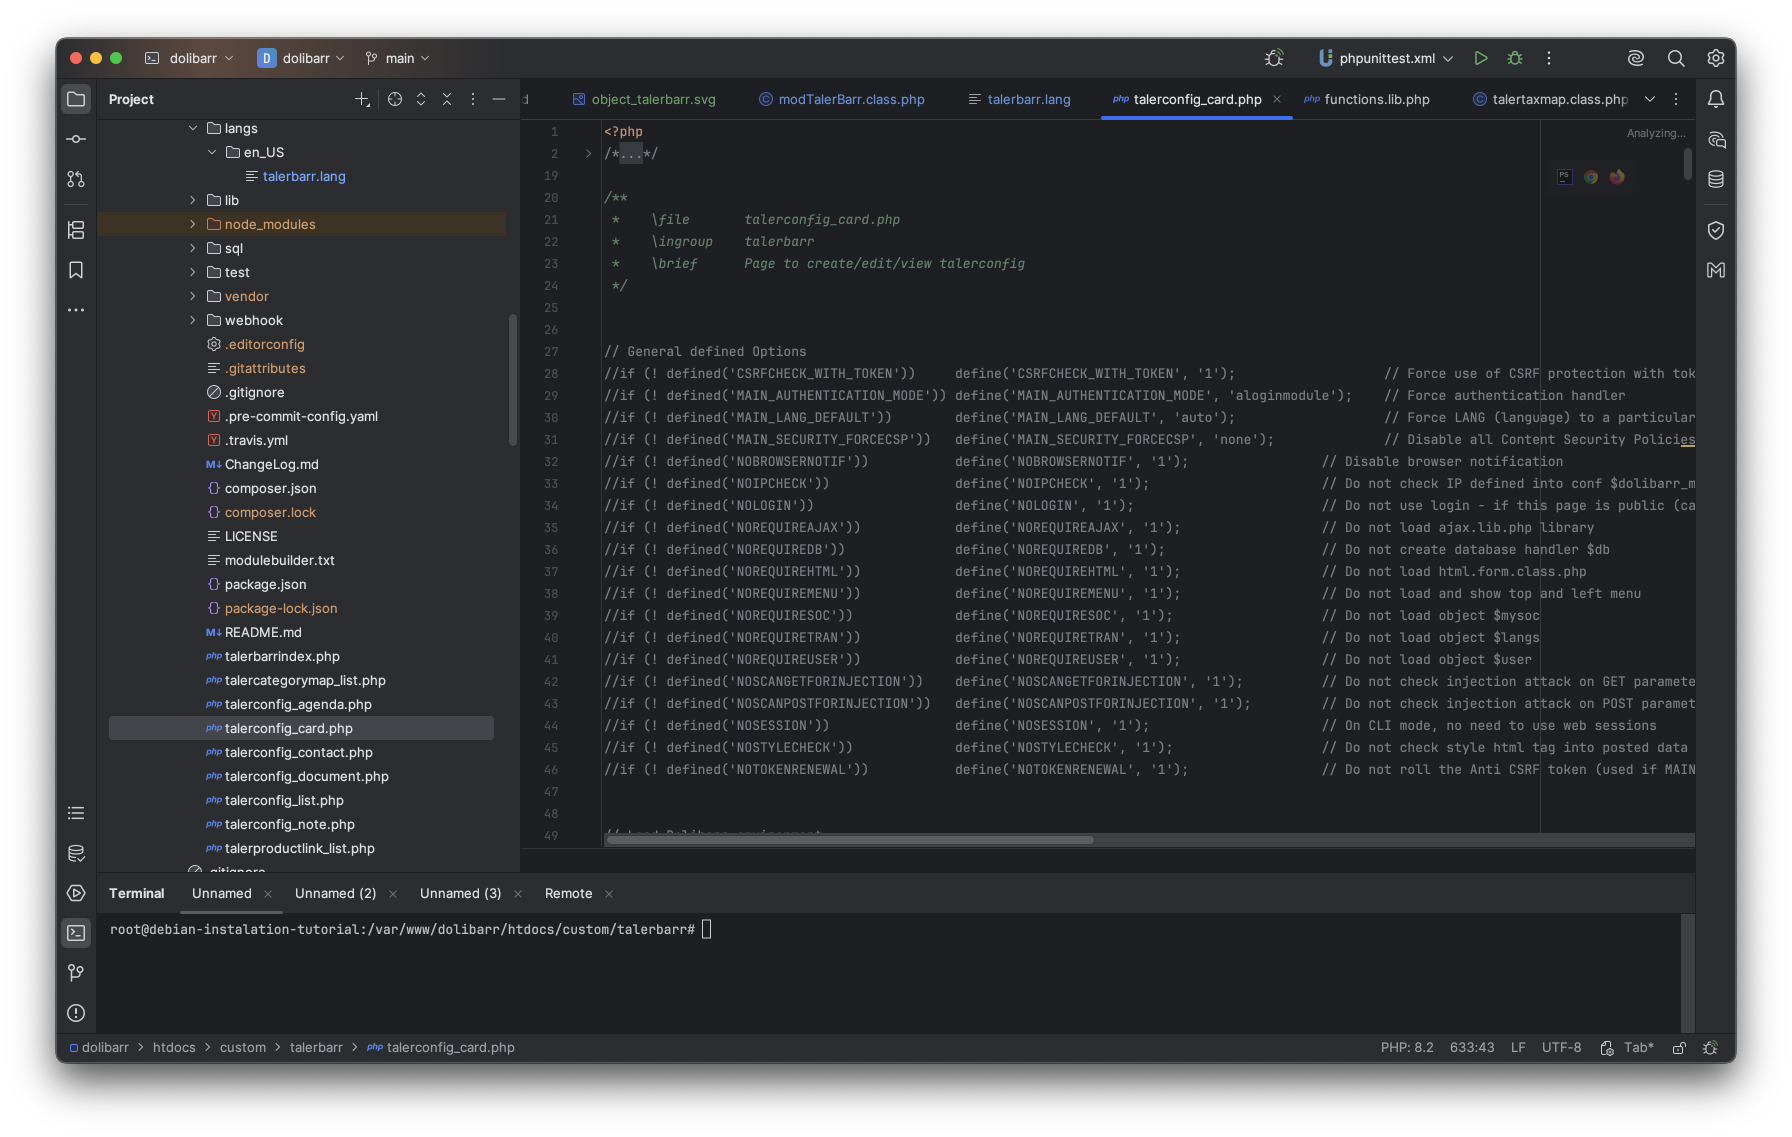 dolibarr
D dolibarr
main
phpunittest.xml
Project
object_talerbarr.svg
modTalerBarr.class.php
talerbarr.lang
php talerconfig_card.php
php functions.lib.php
talertaxmap.class.php
langs
en_US
talerbarr.lang
lib
node_modules
sql
test
vendor
webhook
.editorconfig
.gitattributes
.gitignore
.pre-commit-config.yaml
.travis.yml
M↓ ChangeLog.md
{} composer.json
{} composer.lock
LICENSE
modulebuilder.txt
{} package.json
{} package-lock.json
M↓ README.md
php talerbarrindex.php
php talercategorymap_list.php
php talerconfig_agenda.php
php talerconfig_card.php
php talerconfig_contact.php
php talerconfig_document.php
php talerconfig_list.php
php talerconfig_note.php
php talerproductlink_list.php
.gitignore
Analyzing...
1 <?php
2 /*...*/
19
20 /**
21 * \file talerconfig_card.php
22 * \ingroup talerbarr
23 * \brief Page to create/edit/view talerconfig
24 */
25
26
27 // General defined Options
28 //if (! defined('CSRFCHECK_WITH_TOKEN')) define('CSRFCHECK_WITH_TOKEN', '1'); // Force use of CSRF protection with tok
29 //if (! defined('MAIN_AUTHENTICATION_MODE')) define('MAIN_AUTHENTICATION_MODE', 'aloginmodule'); // Force authentication handler
30 //if (! defined('MAIN_LANG_DEFAULT')) define('MAIN_LANG_DEFAULT', 'auto'); // Force LANG (language) to a particular
31 //if (! defined('MAIN_SECURITY_FORCECSP')) define('MAIN_SECURITY_FORCECSP', 'none'); // Disable all Content Security Policies
32 //if (! defined('NOBROWSERNOTIF')) define('NOBROWSERNOTIF', '1'); // Disable browser notification
33 //if (! defined('NOIPCHECK')) define('NOIPCHECK', '1'); // Do not check IP defined into conf $dolibarr_m
34 //if (! defined('NOLOGIN')) define('NOLOGIN', '1'); // Do not use login - if this page is public (ca
35 //if (! defined('NOREQUIREAJAX')) define('NOREQUIREAJAX', '1'); // Do not load ajax.lib.php library
36 //if (! defined('NOREQUIREDB')) define('NOREQUIREDB', '1'); // Do not create database handler $db
37 //if (! defined('NOREQUIREHTML')) define('NOREQUIREHTML', '1'); // Do not load html.form.class.php
38 //if (! defined('NOREQUIREMENU')) define('NOREQUIREMENU', '1'); // Do not load and show top and left menu
39 //if (! defined('NOREQUIRESOC')) define('NOREQUIRESOC', '1'); // Do not load object $mysoc
40 //if (! defined('NOREQUIRETRAN')) define('NOREQUIRETRAN', '1'); // Do not load object $langs
41 //if (! defined('NOREQUIREUSER')) define('NOREQUIREUSER', '1'); // Do not load object $user
42 //if (! defined('NOSCANGETFORINJECTION')) define('NOSCANGETFORINJECTION', '1'); // Do not check injection attack on GET paramete
43 //if (! defined('NOSCANPOSTFORINJECTION')) define('NOSCANPOSTFORINJECTION', '1'); // Do not check injection attack on POST paramet
44 //if (! defined('NOSESSION')) define('NOSESSION', '1'); // On CLI mode, no need to use web sessions
45 //if (! defined('NOSTYLECHECK')) define('NOSTYLECHECK', '1'); // Do not check style html tag into posted data
46 //if (! defined('NOTOKENRENEWAL')) define('NOTOKENRENEWAL', '1'); // Do not roll the Anti CSRF token (used if MAIN
47
48
49 // Load Dolibarr environment
Terminal Unnamed Unnamed (2) Unnamed (3) Remote
root@debian-instalation-tutorial:/var/www/dolibarr/htdocs/custom/talerbarr#
dolibarr > htdocs > custom > talerbarr > php talerconfig_card.php
PHP: 8.2 633:43 LF UTF-8 Tab*